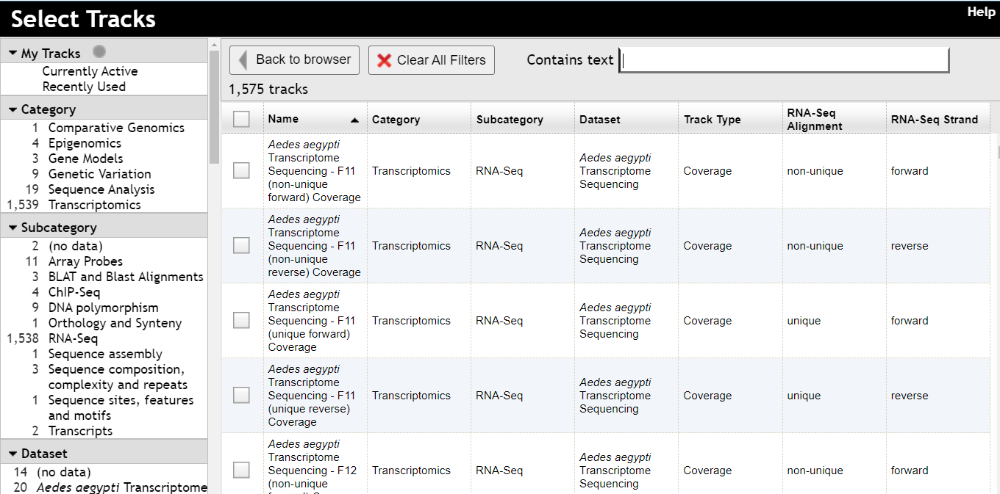 Select Tracks
Help
My Tracks
Currently Active
Recently Used
Category
1 Comparative Genomics
4 Epigenomics
3 Gene Models
9 Genetic Variation
19 Sequence Analysis
1,539 Transcriptomics
Subcategory
2 (no data)
11 Array Probes
3 BLAT and Blast Alignments
4 ChIP-Seq
9 DNA polymorphism
1 Orthology and Synteny
1,538 RNA-Seq
1 Sequence assembly
3 Sequence composition,
complexity and repeats
1 Sequence sites, features
and motifs
2 Transcripts
Dataset
14 (no data)
20 Aedes aegypti Transcriptome
Back to browser
Clear All Filters
Contains text
1,575 tracks
Name Category Subcategory Dataset Track Type RNA-Seq Alignment RNA-Seq Strand
Aedes aegypti
Transcriptome
Sequencing - F11
(non-unique
forward) Coverage
Transcriptomics
RNA-Seq
Aedes aegypti
Transcriptome
Sequencing
Coverage
non-unique
forward
Aedes aegypti
Transcriptome
Sequencing - F11
(non-unique
reverse) Coverage
Transcriptomics
RNA-Seq
Aedes aegypti
Transcriptome
Sequencing
Coverage
non-unique
reverse
Aedes aegypti
Transcriptome
Sequencing - F11
(unique forward)
Coverage
Transcriptomics
RNA-Seq
Aedes aegypti
Transcriptome
Sequencing
Coverage
unique
forward
Aedes aegypti
Transcriptome
Sequencing - F11
(unique reverse)
Coverage
Transcriptomics
RNA-Seq
Aedes aegypti
Transcriptome
Sequencing
Coverage
unique
reverse
Aedes aegypti
Transcriptome
Sequencing - F12
(non-unique
Transcriptomics
RNA-Seq
Aedes aegypti
Transcriptome
Sequencing
Coverage
non-unique
forward